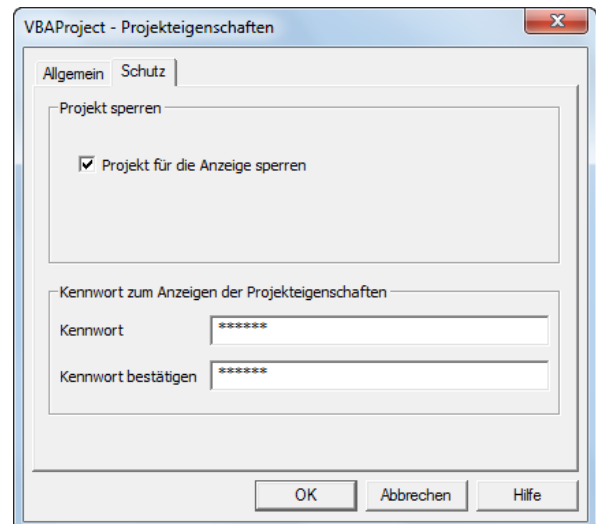 VBAProject - Projekteigenschaften
Allgemein Schutz
Projekt sperren
Projekt für die Anzeige sperren
Kennwort zum Anzeigen der Projekteigenschaften
Kennwort ******
Kennwort bestätigen ******
OK Abbrechen Hilfe